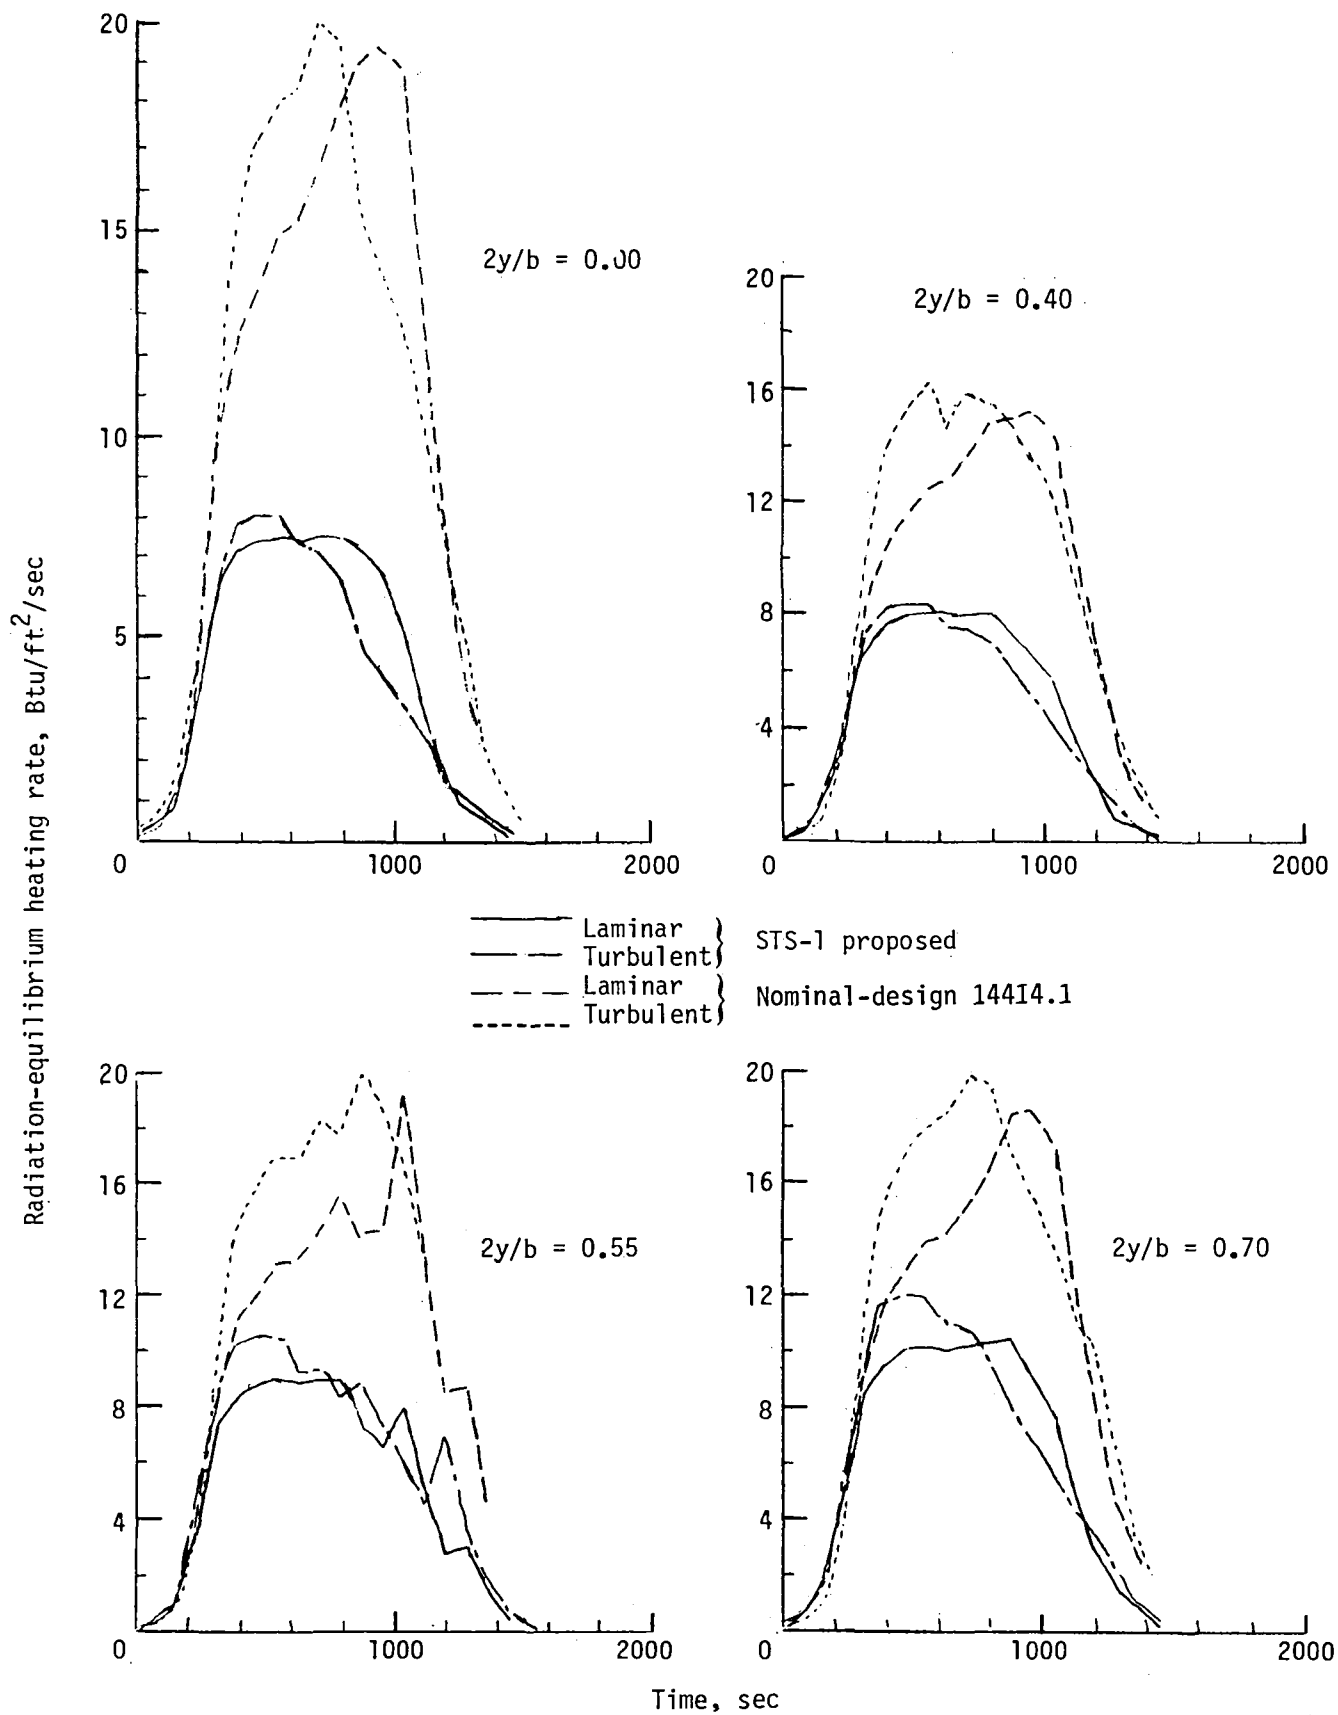 Radiation-equilibrium heating rate, Btu/ft²/sec
20
15
10
5
0
1000
2000
2y/b = 0.00
20
16
12
8
4
0
1000
2000
2y/b = 0.40
Laminar
Turbulent
STS-1 proposed
Laminar
Turbulent
Nominal-design 14414.1
20
16
12
8
4
0
1000
2000
2y/b = 0.55
20
16
12
8
4
0
1000
2000
2y/b = 0.70
Time, sec